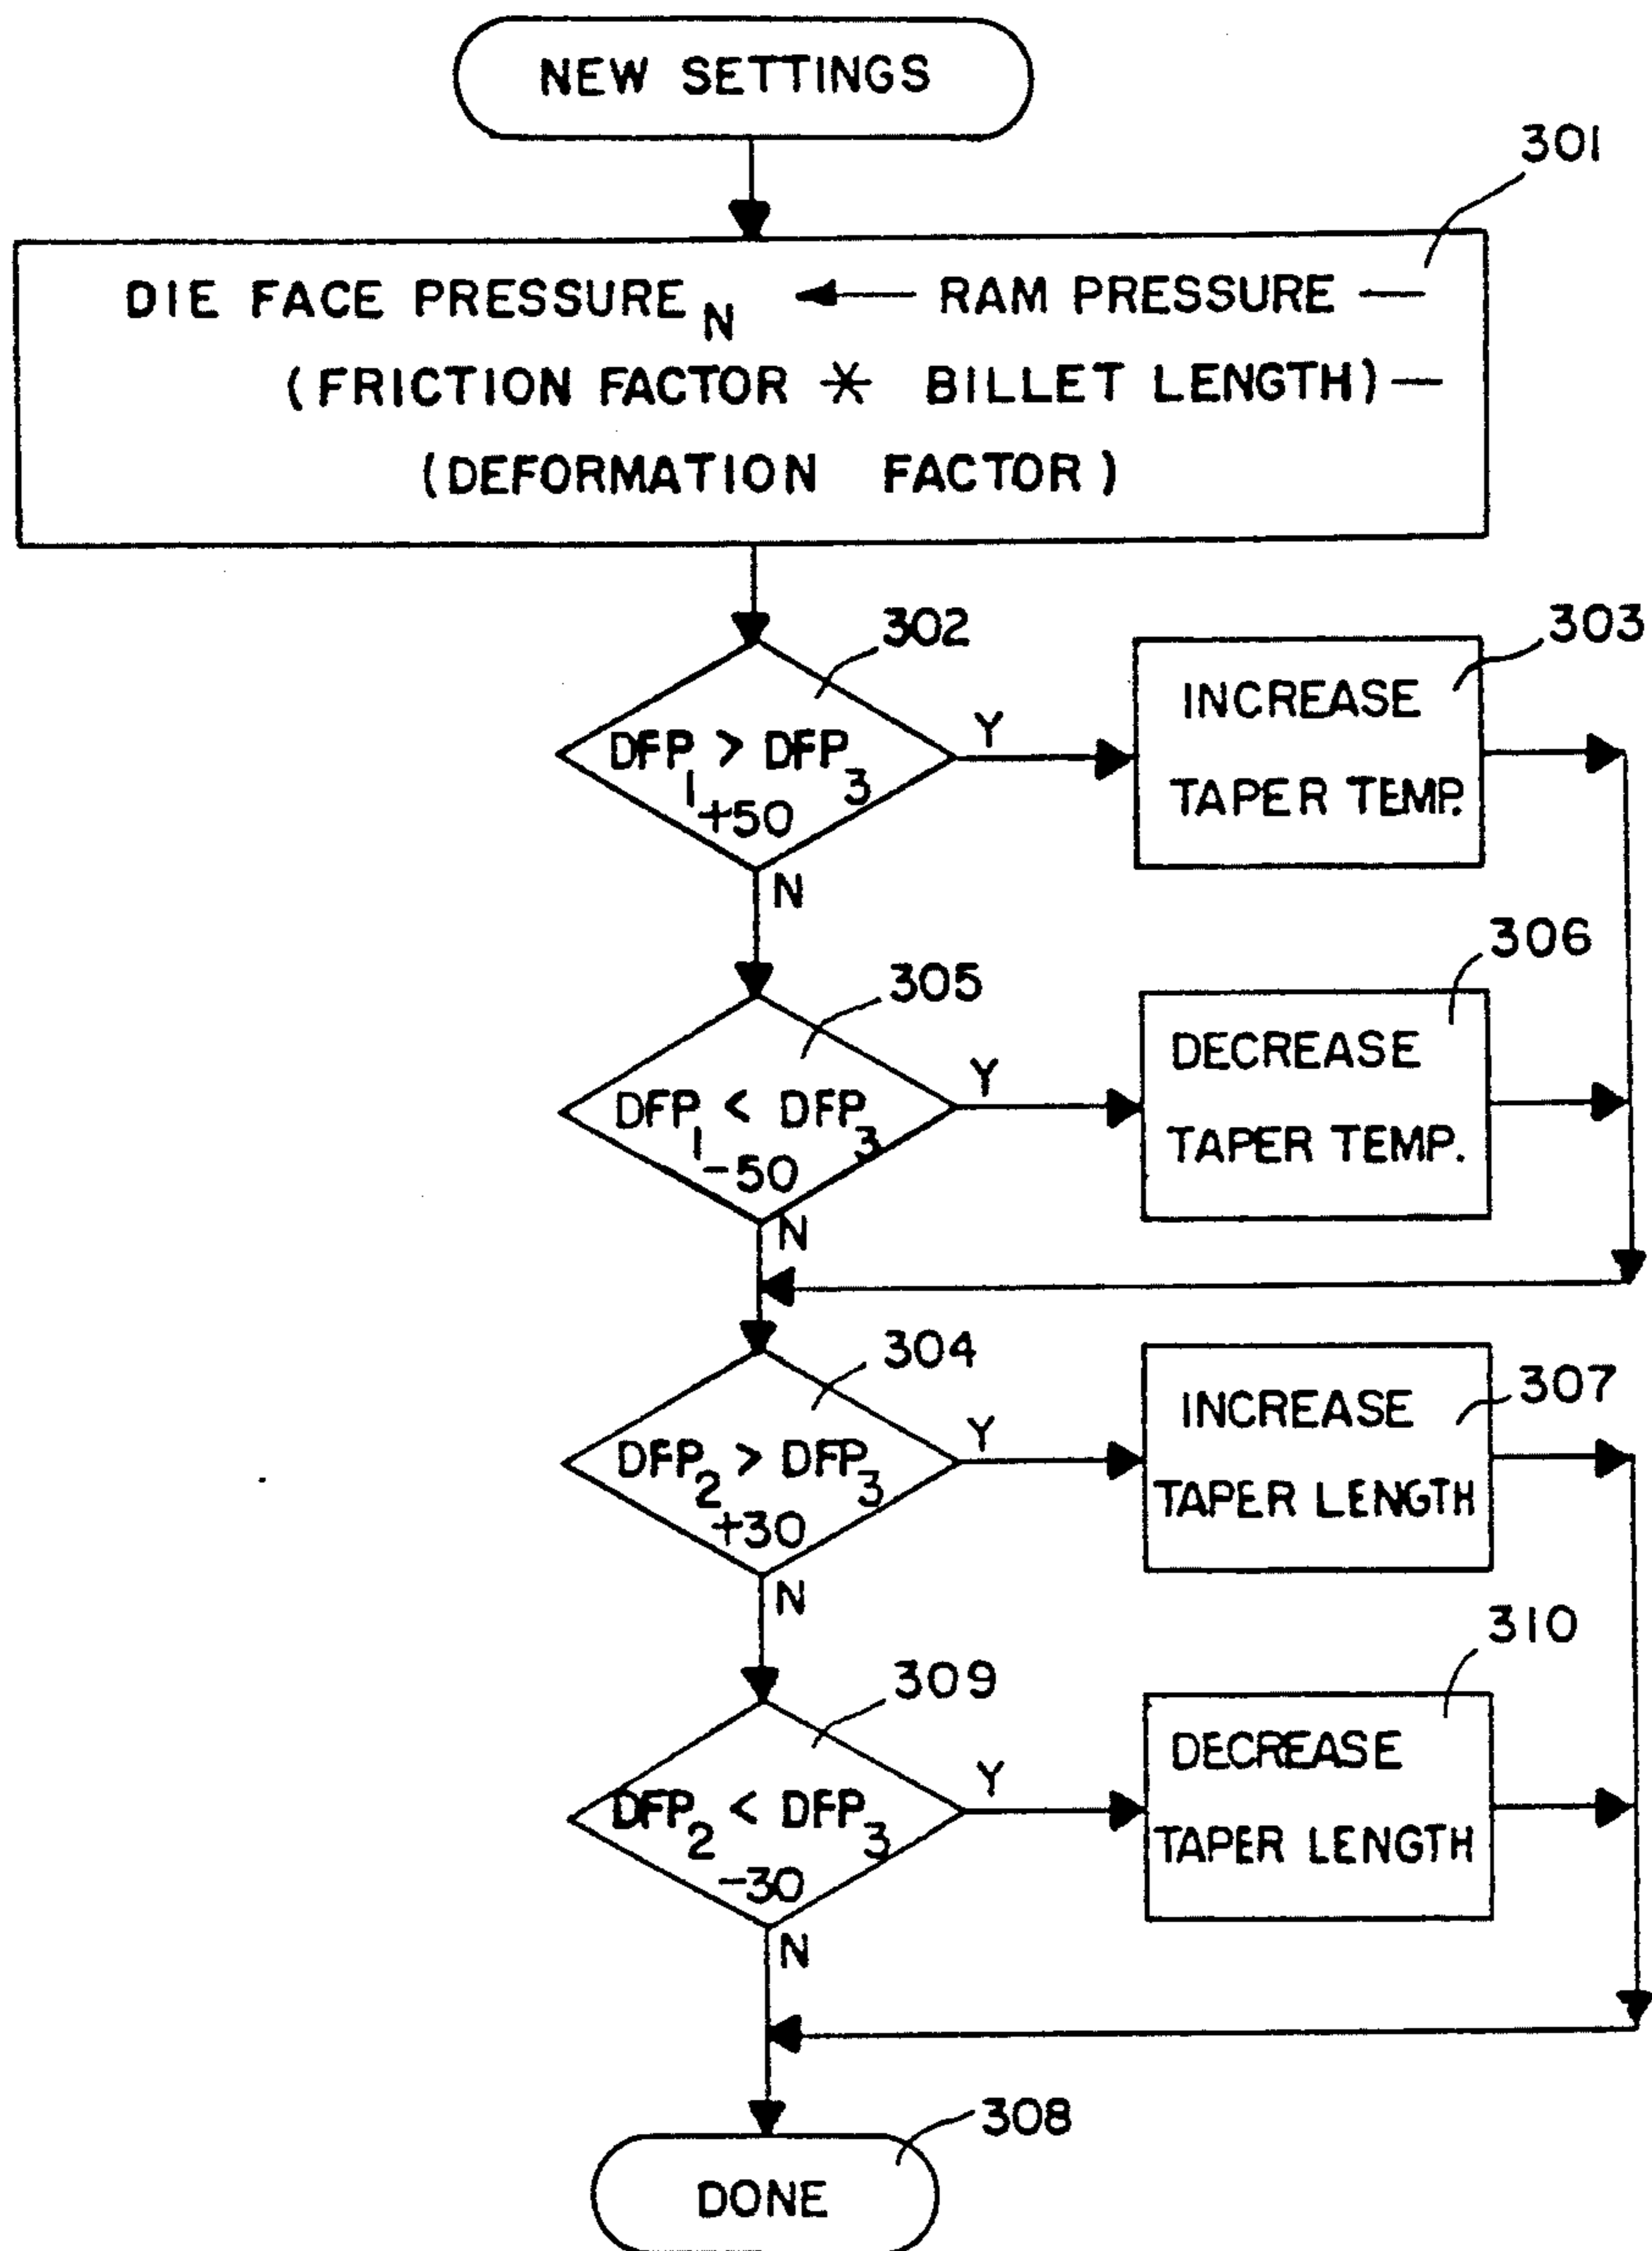 NEW SETTINGS
301
DIE FACE PRESSURE N ← RAM PRESSURE —
(FRICTION FACTOR * BILLET LENGTH) —
(DEFORMATION FACTOR)
302
DFP1 > DFP3
+50
Y
N
303
INCREASE
TAPER TEMP.
305
DFP1 < DFP3
-50
Y
N
306
DECREASE
TAPER TEMP.
304
DFP2 > DFP3
+30
Y
N
307
INCREASE
TAPER LENGTH
309
DFP2 < DFP3
-30
Y
N
310
DECREASE
TAPER LENGTH
308
DONE